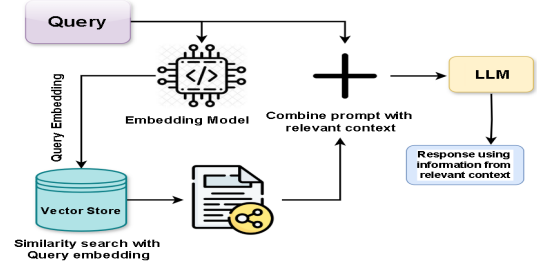 Query
Embedding Model
Combine prompt with
relevant context
LLM
Response using
information from
relevant context
Query Embedding
Vector Store
Similarity search with
Query embedding